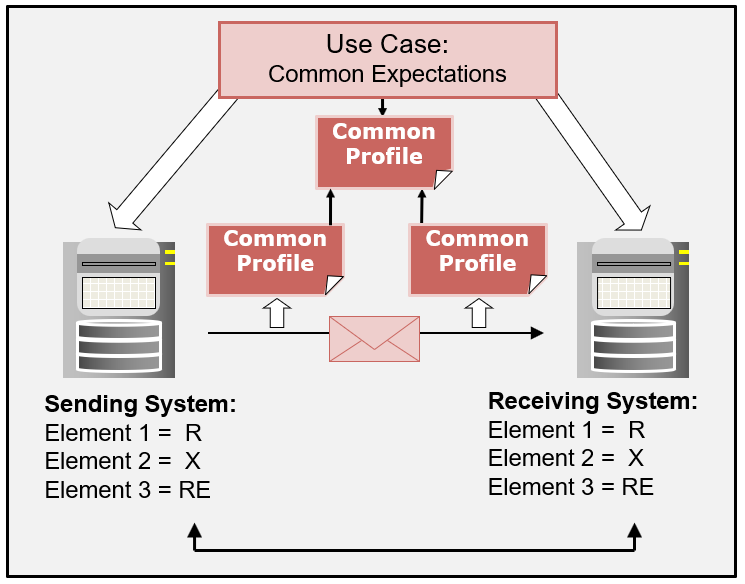 Use Case:
Common Expectations
Common
Profile
Common
Profile
Common
Profile
Sending System:
Element 1 =  R
Element 2 =  X
Element 3 = RE
Receiving System:
Element 1 =  R
Element 2 =  X
Element 3 = RE